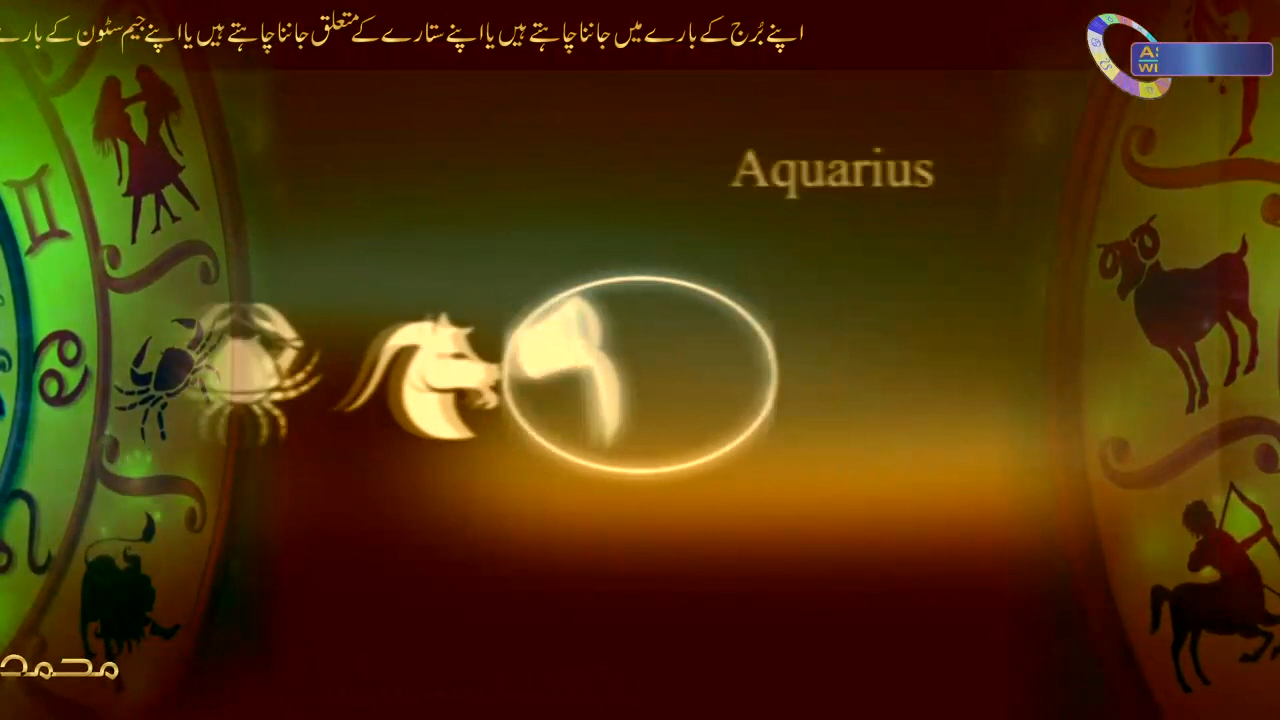 اپنے بُرج کے بارے میں جاننا چاہتے ہیں یا اپنے ستارے کے متعلق جاننا چاہتے ہیں یا اپنے جیم سٹون کے بارے
Aquarius
محمد